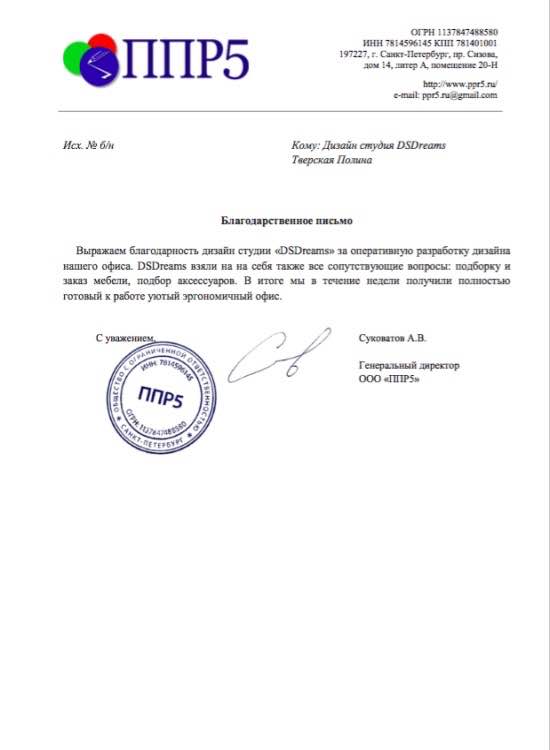 ППР5
ОГРН 1137847488580
ИНН 7814596145 КПП 781401001
197227, г. Санкт-Петербург, пр. Сизова,
дом 14, литер А, помещение 20-Н
http://www.ppr5.ru/
e-mail: ppr5.ru@gmail.com
Исх. № б/н
Кому: Дизайн студия DSDreams
Тверская Полина
Благодарственное письмо
Выражаем благодарность дизайн студии «DSDreams» за оперативную разработку дизайна
нашего офиса. DSDreams взяли на на себя также все сопутствующие вопросы: подборку и
заказ мебели, подбор аксессуаров. В итоге мы в течение недели получили полностью
готовый к работе уютый эргономичный офис.
С уважением,
Суковатов А.В.
Генеральный директор
ООО «ППР5»
ОБЩЕСТВО С ОГРАНИЧЕННОЙ ОТВЕТСТВЕННОСТЬЮ
ИНН: 7814596145
ППР5
ОГРН: 1137847488580
САНКТ-ПЕТЕРБУРГ